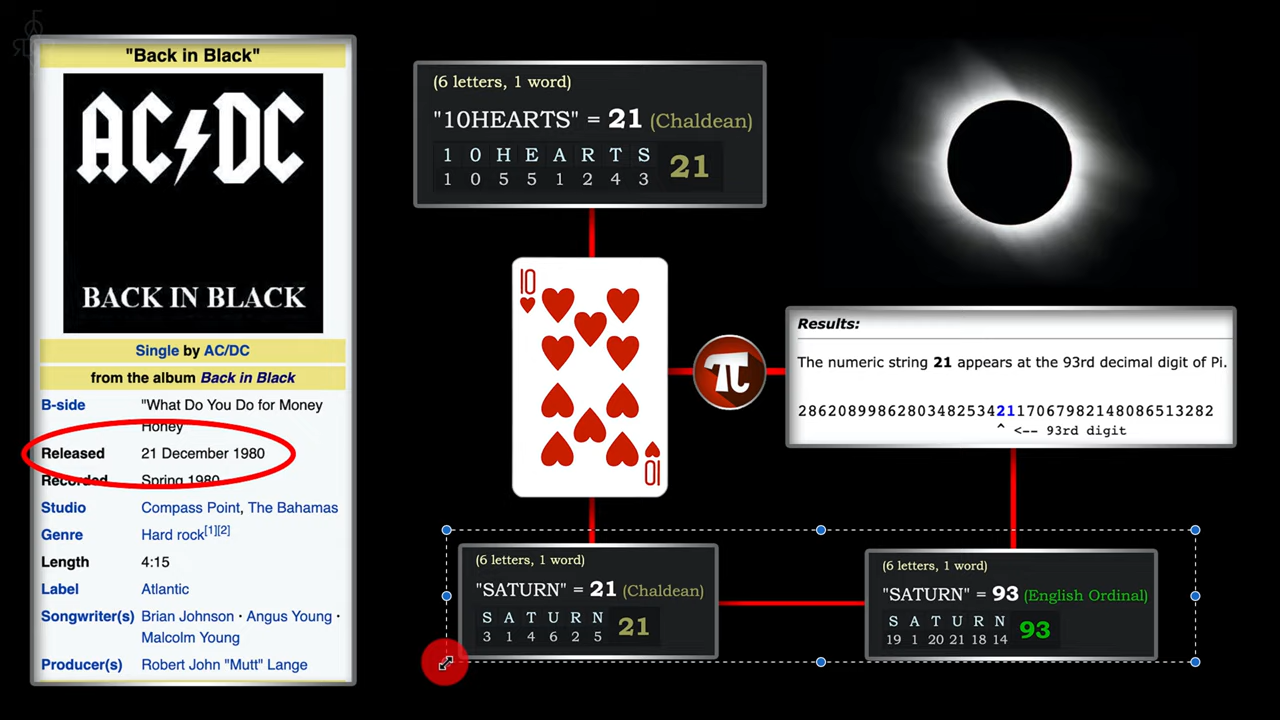 "Back in Black"
AC DC
BACK IN BLACK
Single by AC/DC
from the album Back in Black
B-side "What Do You Do for Money
Honey
Released 21 December 1980
Recorded Spring 1980
Studio Compass Point, The Bahamas
Genre Hard rock[1][2]
Length 4:15
Label Atlantic
Songwriter(s) Brian Johnson · Angus Young ·
Malcolm Young
Producer(s) Robert John "Mutt" Lange
(6 letters, 1 word)
"10HEARTS" = 21 (Chaldean)
1 0 H E A R T S
1 0 5 5 1 2 4 3
21
10
10
π
Results:
The numeric string 21 appears at the 93rd decimal digit of Pi.
28620899862803482534211706798214808651​3282
^ <-- 93rd digit
(6 letters, 1 word)
"SATURN" = 21 (Chaldean)
S A T U R N
3 1 4 6 2 5
21
(6 letters, 1 word)
"SATURN" = 93 (English Ordinal)
S A T U R N
19 1 20 21 18 14
93